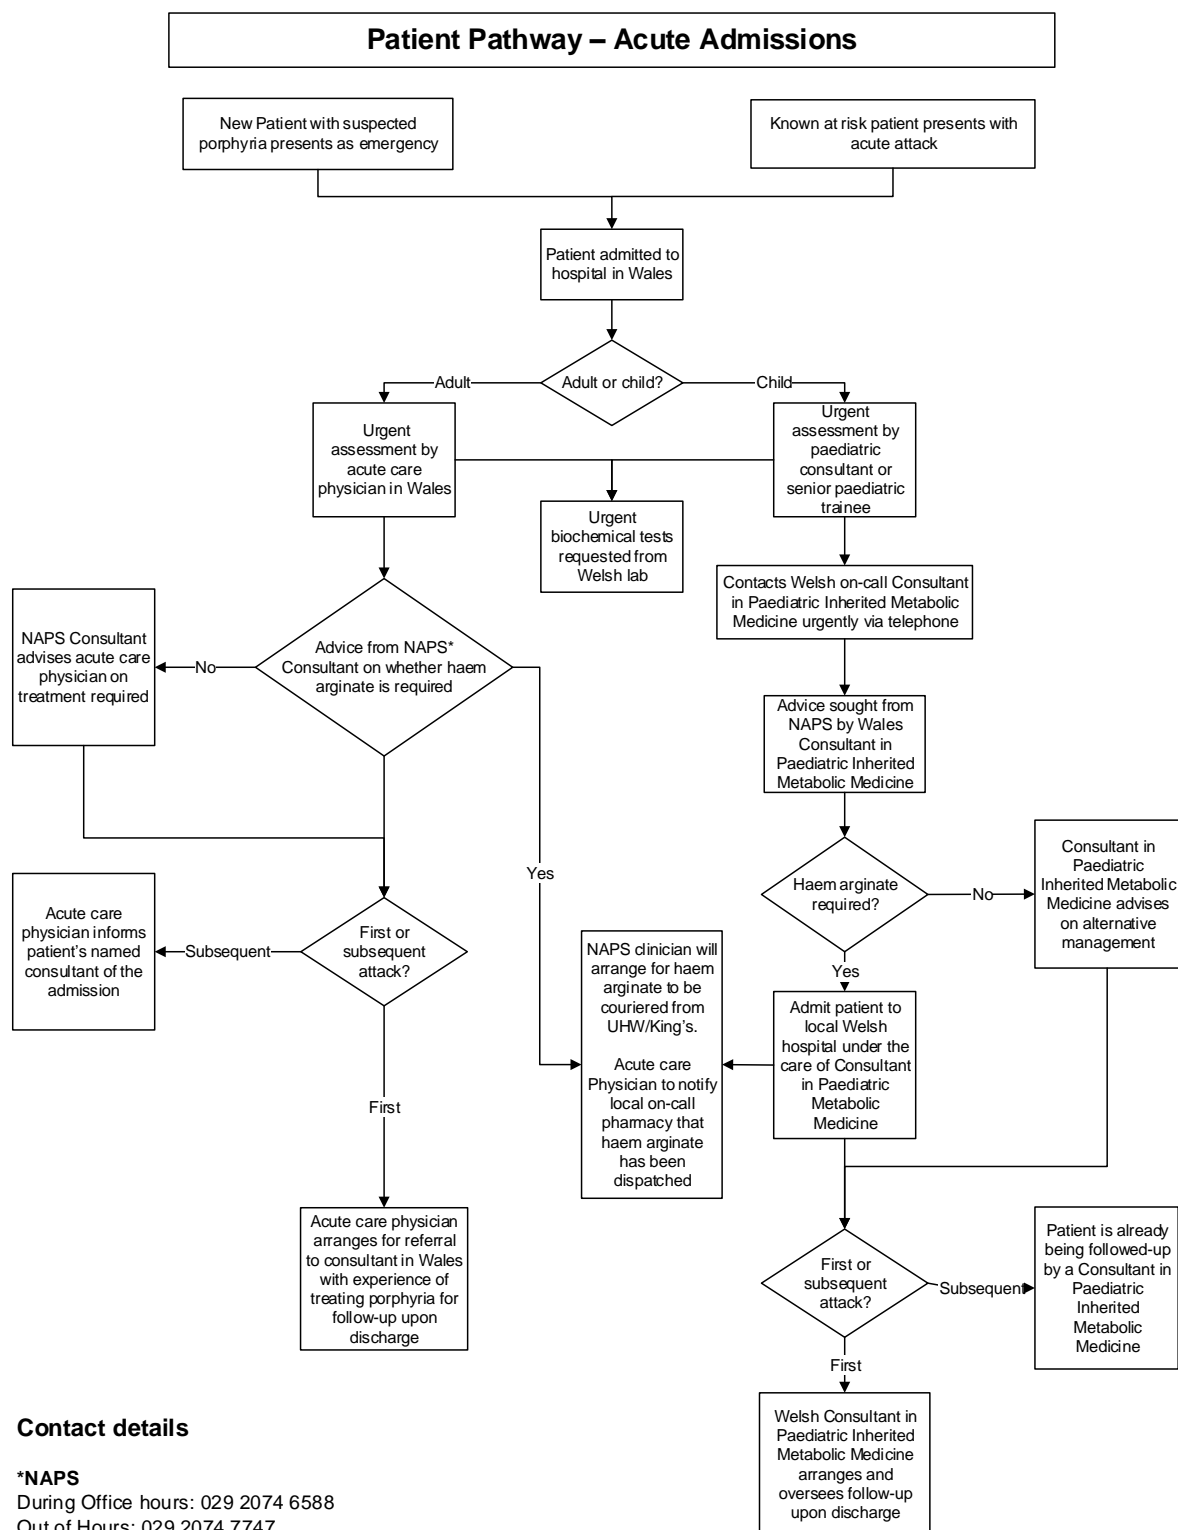 Patient Pathway – Acute Admissions
New Patient with suspected
porphyria presents as emergency
Known at risk patient presents with
acute attack
Patient admitted to
hospital in Wales
Adult
Adult or child?
Child
Urgent
assessment by
acute care
physician in Wales
Urgent
assessment by
paediatric
consultant or
senior paediatric
trainee
Urgent
biochemical tests
requested from
Welsh lab
Contacts Welsh on-call Consultant
in Paediatric Inherited Metabolic
Medicine urgently via telephone
NAPS Consultant
advises acute care
physician on
treatment required
No
Advice from NAPS*
Consultant on whether haem
arginate is required
Advice sought from
NAPS by Wales
Consultant in
Paediatric Inherited
Metabolic Medicine
Yes
Haem arginate
required?
No
Consultant in
Paediatric
Inherited Metabolic
Medicine advises
on alternative
management
Acute care
physician informs
patient's named
consultant of the
admission
Subsequent
First or
subsequent
attack?
NAPS clinician will
arrange for haem
arginate to be
couriered from
UHW/King's.
Acute care
Physician to notify
local on-call
pharmacy that
haem arginate
has been
dispatched
Yes
Admit patient to
local Welsh
hospital under the
care of Consultant
in Paediatric
Metabolic
Medicine
First
Acute care physician
arranges for referral
to consultant in Wales
with experience of
treating porphyria for
follow-up upon
discharge
First or
subsequent
attack?
Subsequent
Patient is already
being followed-up
by a Consultant in
Paediatric
Inherited
Metabolic
Medicine
First
Welsh Consultant in
Paediatric Inherited
Metabolic Medicine
arranges and
oversees follow-up
upon discharge
Contact details
*NAPS
During Office hours: 029 2074 6588
Out of Hours: 029 2074 7747